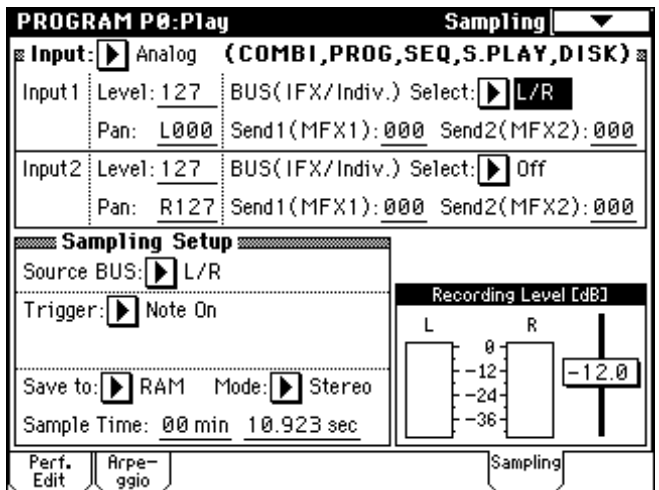 PROGRAM P0:Play Sampling
Input: Analog (COMBI,PROG,SEQ,S.PLAY,DISK)
Input1 Level: 127 BUS(IFX/Indiv.) Select: L/R
Pan: L000 Send1(MFX1): 000 Send2(MFX2): 000
Input2 Level: 127 BUS(IFX/Indiv.) Select: Off
Pan: R127 Send1(MFX1): 000 Send2(MFX2): 000
Sampling Setup
Source BUS: L/R
Trigger: Note On
Save to: RAM Mode: Stereo
Sample Time: 00 min 10.923 sec
Recording Level [dB]
L R
0
-12
-24
-36
-12.0
Perf. Edit
Arpe-ggio
Sampling